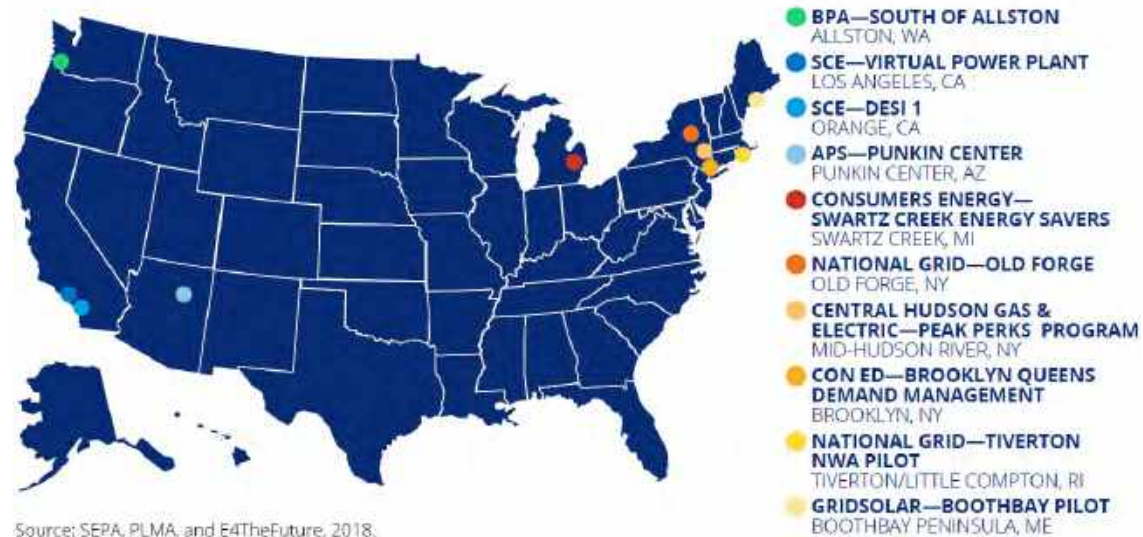 BPA—SOUTH OF ALLSTON
ALLSTON, WA
SCE—VIRTUAL POWER PLANT
LOS ANGELES, CA
SCE—DESI 1
ORANGE, CA
APS—PUNKIN CENTER
PUNKIN CENTER, AZ
CONSUMERS ENERGY—
SWARTZ CREEK ENERGY SAVERS
SWARTZ CREEK, MI
NATIONAL GRID—OLD FORGE
OLD FORGE, NY
CENTRAL HUDSON GAS &
ELECTRIC—PEAK PERKS PROGRAM
MID-HUDSON RIVER, NY
CON ED—BROOKLYN QUEENS
DEMAND MANAGEMENT
BROOKLYN, NY
NATIONAL GRID—TIVERTON
NWA PILOT
TIVERTON/LITTLE COMPTON, RI
GRIDSOLAR—BOOTHBAY PILOT
BOOTHBAY PENINSULA, ME
Source: SEPA, PLMA, and E4TheFuture, 2018.